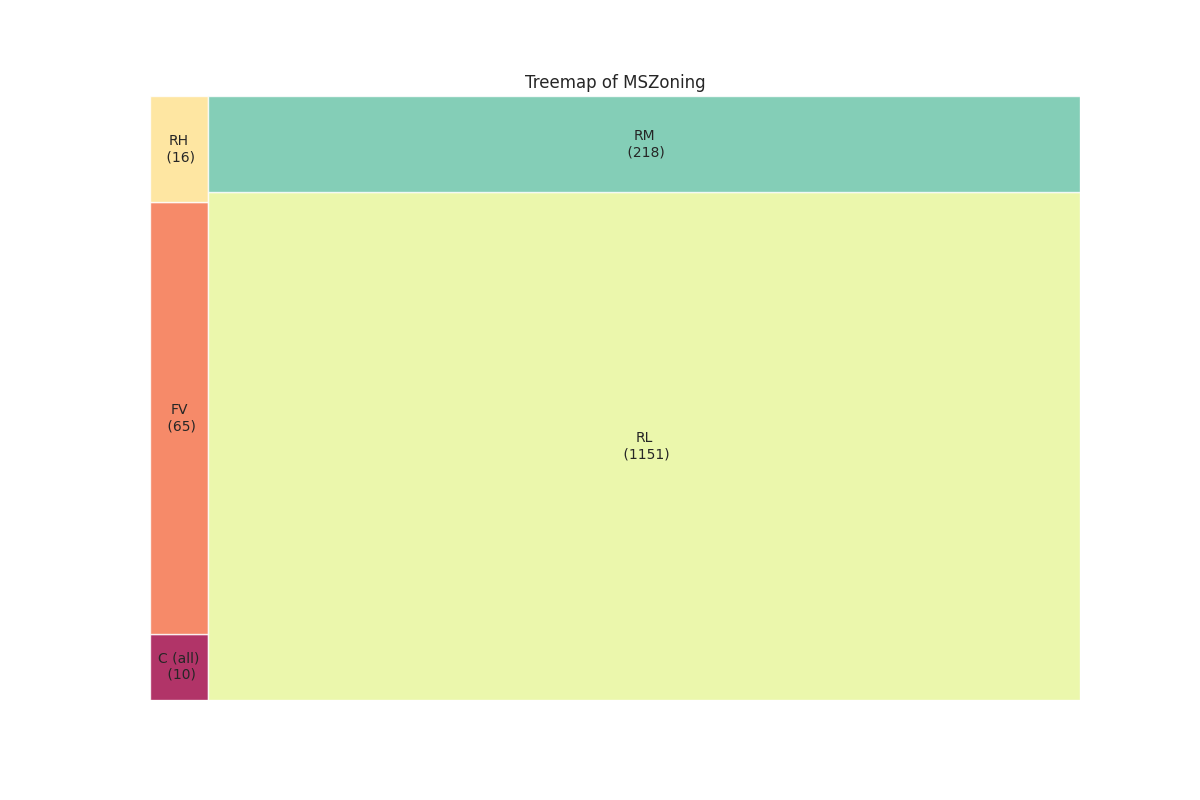 Treemap of MSZoning
RH
(16)
RM
(218)
FV
(65)
RL
(1151)
C (all)
(10)